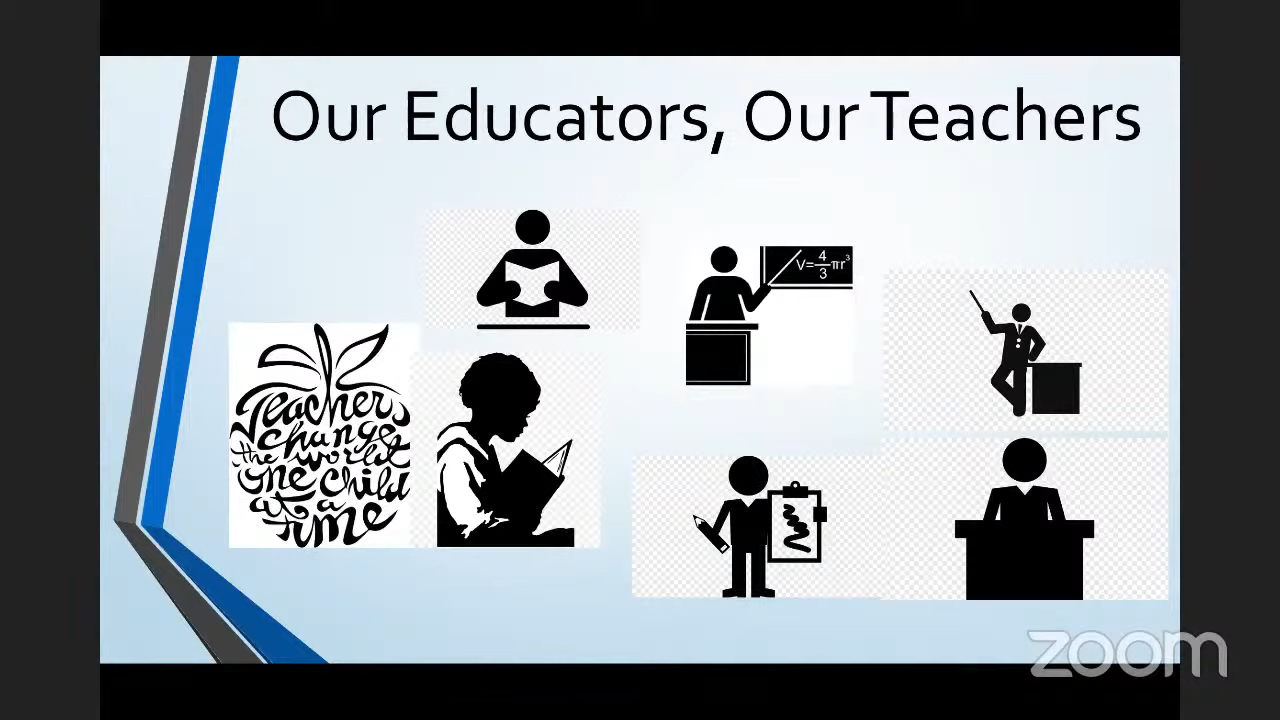 Our Educators, Our Teachers
V=4/3πr³
Teachers
change
the world
one child
at a
time
zoom